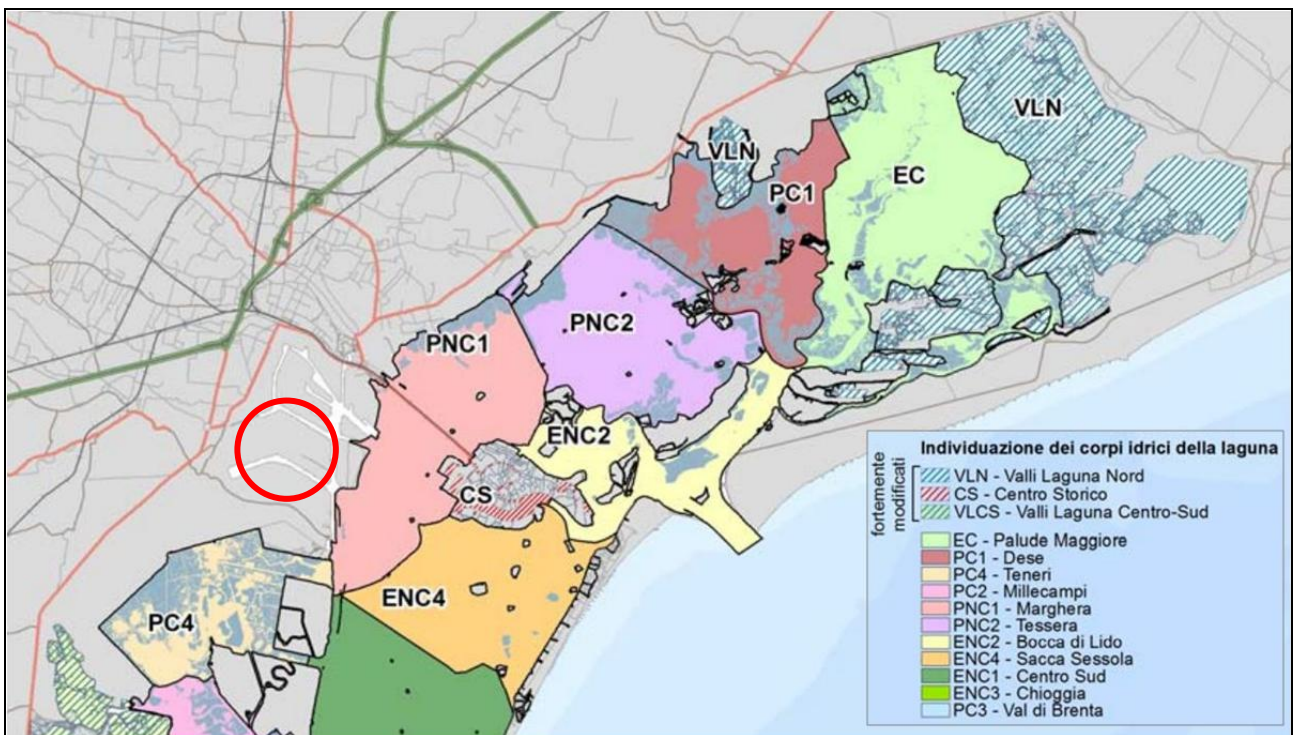 VLN
VLN
EC
PC1
PNC2
PNC1
ENC2
CS
ENC4
PC4
Individuazione dei corpi idrici della laguna
fortemente modificati
VLN - Valli Laguna Nord
CS - Centro Storico
VLCS - Valli Laguna Centro-Sud
EC - Palude Maggiore
PC1 - Dese
PC4 - Teneri
PC2 - Millecampi
PNC1 - Marghera
PNC2 - Tessera
ENC2 - Bocca di Lido
ENC4 - Sacca Sessola
ENC1 - Centro Sud
ENC3 - Chioggia
PC3 - Val di Brenta